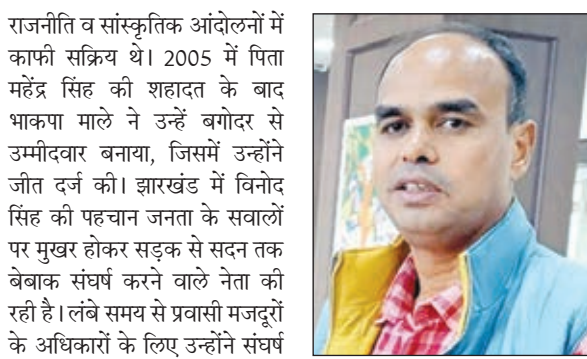 राजनीति व सांस्कृतिक आंदोलनों में
काफी सक्रिय थे। 2005 में पिता
महेंद्र सिंह की शहादत के बाद
भाकपा माले ने उन्हें बगोदर से
उम्मीदवार बनाया, जिसमें उन्होंने
जीत दर्ज की। झारखंड में विनोद
सिंह की पहचान जनता के सवालों
पर मुखर होकर सड़क से सदन तक
बेबाक संघर्ष करने वाले नेता की
रही है। लंबे समय से प्रवासी मजदूरों
के अधिकारों के लिए उन्होंने संघर्ष